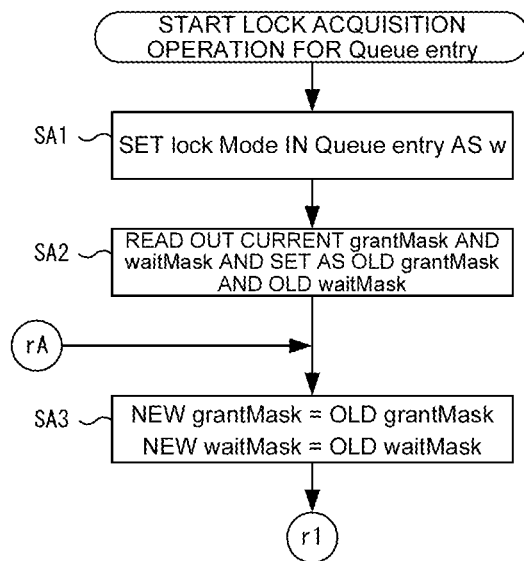 START LOCK ACQUISITION
OPERATION FOR Queue entry
SA1
SET lock Mode IN Queue entry AS w
SA2
READ OUT CURRENT grantMask AND
waitMask AND SET AS OLD grantMask
AND OLD waitMask
rA
SA3
NEW grantMask = OLD grantMask
NEW waitMask = OLD waitMask
r1